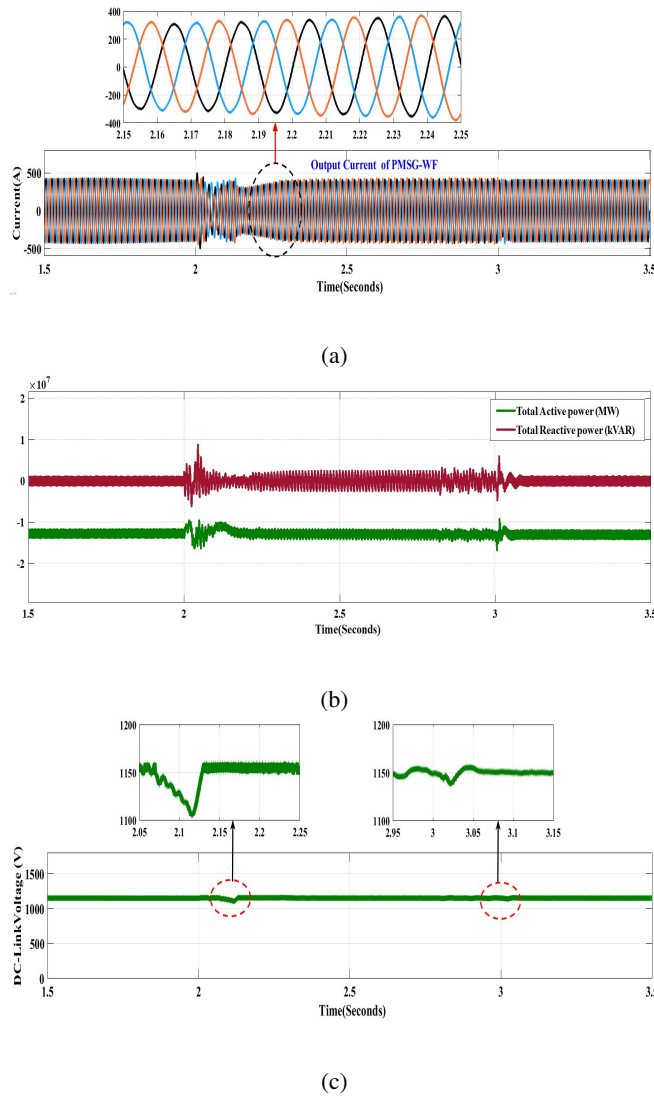 400
200
0
-200
-400
2.15 2.16 2.17 2.18 2.19 2.2 2.21 2.22 2.23 2.24 2.25
Output Current of PMSG-WF
Current(A)
500
0
-500
1.5 2 2.5 3 3.5
Time(Seconds)
(a)
×10^7
2
1
0
-1
-2
Total Active power (MW)
Total Reactive power (kVAR)
1.5 2 2.5 3 3.5
Time(Seconds)
(b)
1200
1150
1100
2.05 2.1 2.15 2.2 2.25
1200
1150
1100
2.95 3 3.05 3.1 3.15
DC-LinkVoltage (V)
1500
1000
500
0
1.5 2 2.5 3 3.5
Time(Seconds)
(c)